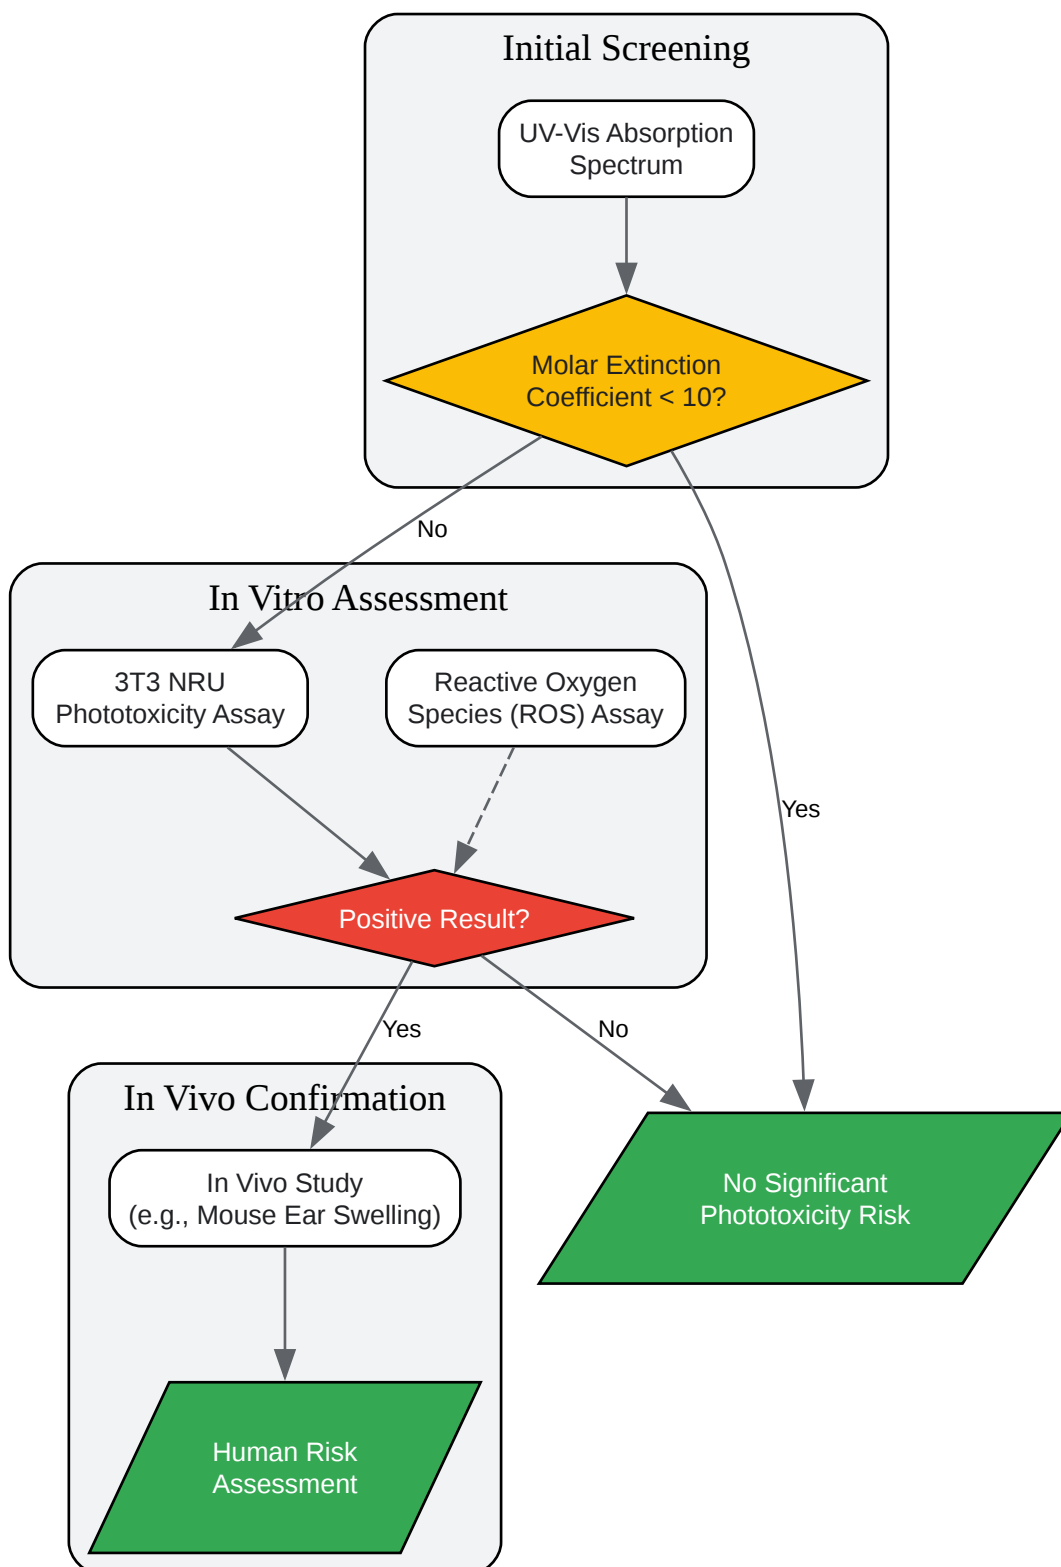 Initial Screening
UV-Vis Absorption
Spectrum
Molar Extinction
Coefficient < 10?
No
Yes
In Vitro Assessment
3T3 NRU
Phototoxicity Assay
Reactive Oxygen
Species (ROS) Assay
Positive Result?
Yes
No
In Vivo Confirmation
In Vivo Study
(e.g., Mouse Ear Swelling)
No Significant
Phototoxicity Risk
Human Risk
Assessment